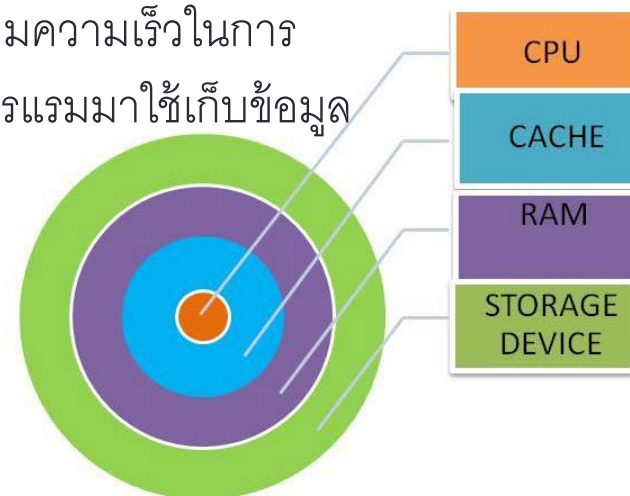 มความเร็วในการ
รแรมมาใช้เก็บข้อมูล
CPU
CACHE
RAM
STORAGE
DEVICE